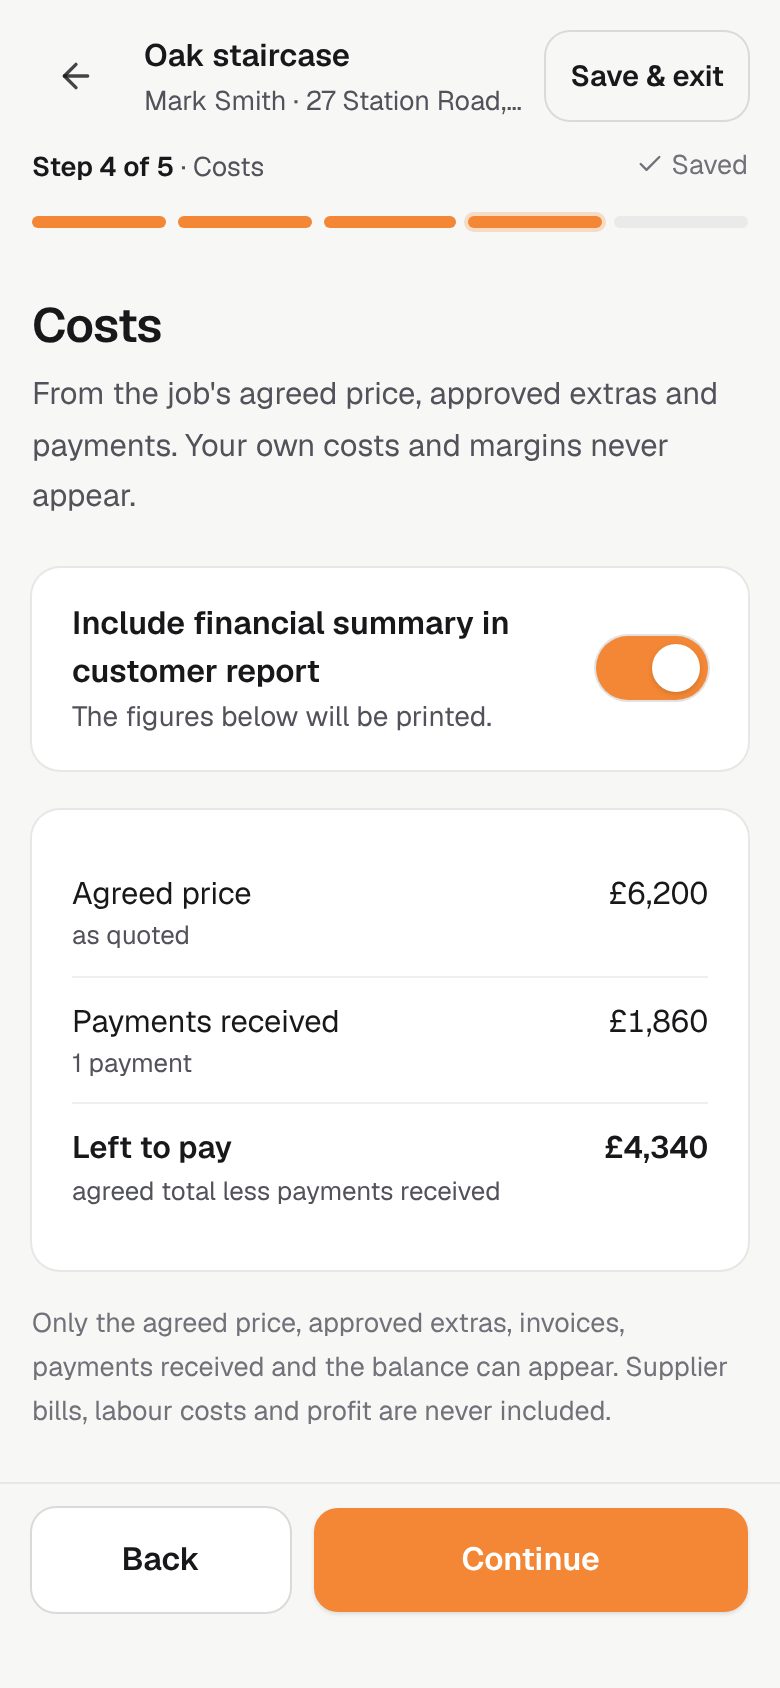 Oak staircase
Mark Smith · 27 Station Road,...
Save & exit
Step 4 of 5 · Costs
Saved
Costs
From the job's agreed price, approved extras and
payments. Your own costs and margins never
appear.
Include financial summary in
customer report
The figures below will be printed.
Agreed price £6,200
as quoted
Payments received £1,860
1 payment
Left to pay £4,340
agreed total less payments received
Only the agreed price, approved extras, invoices,
payments received and the balance can appear. Supplier
bills, labour costs and profit are never included.
Back
Continue